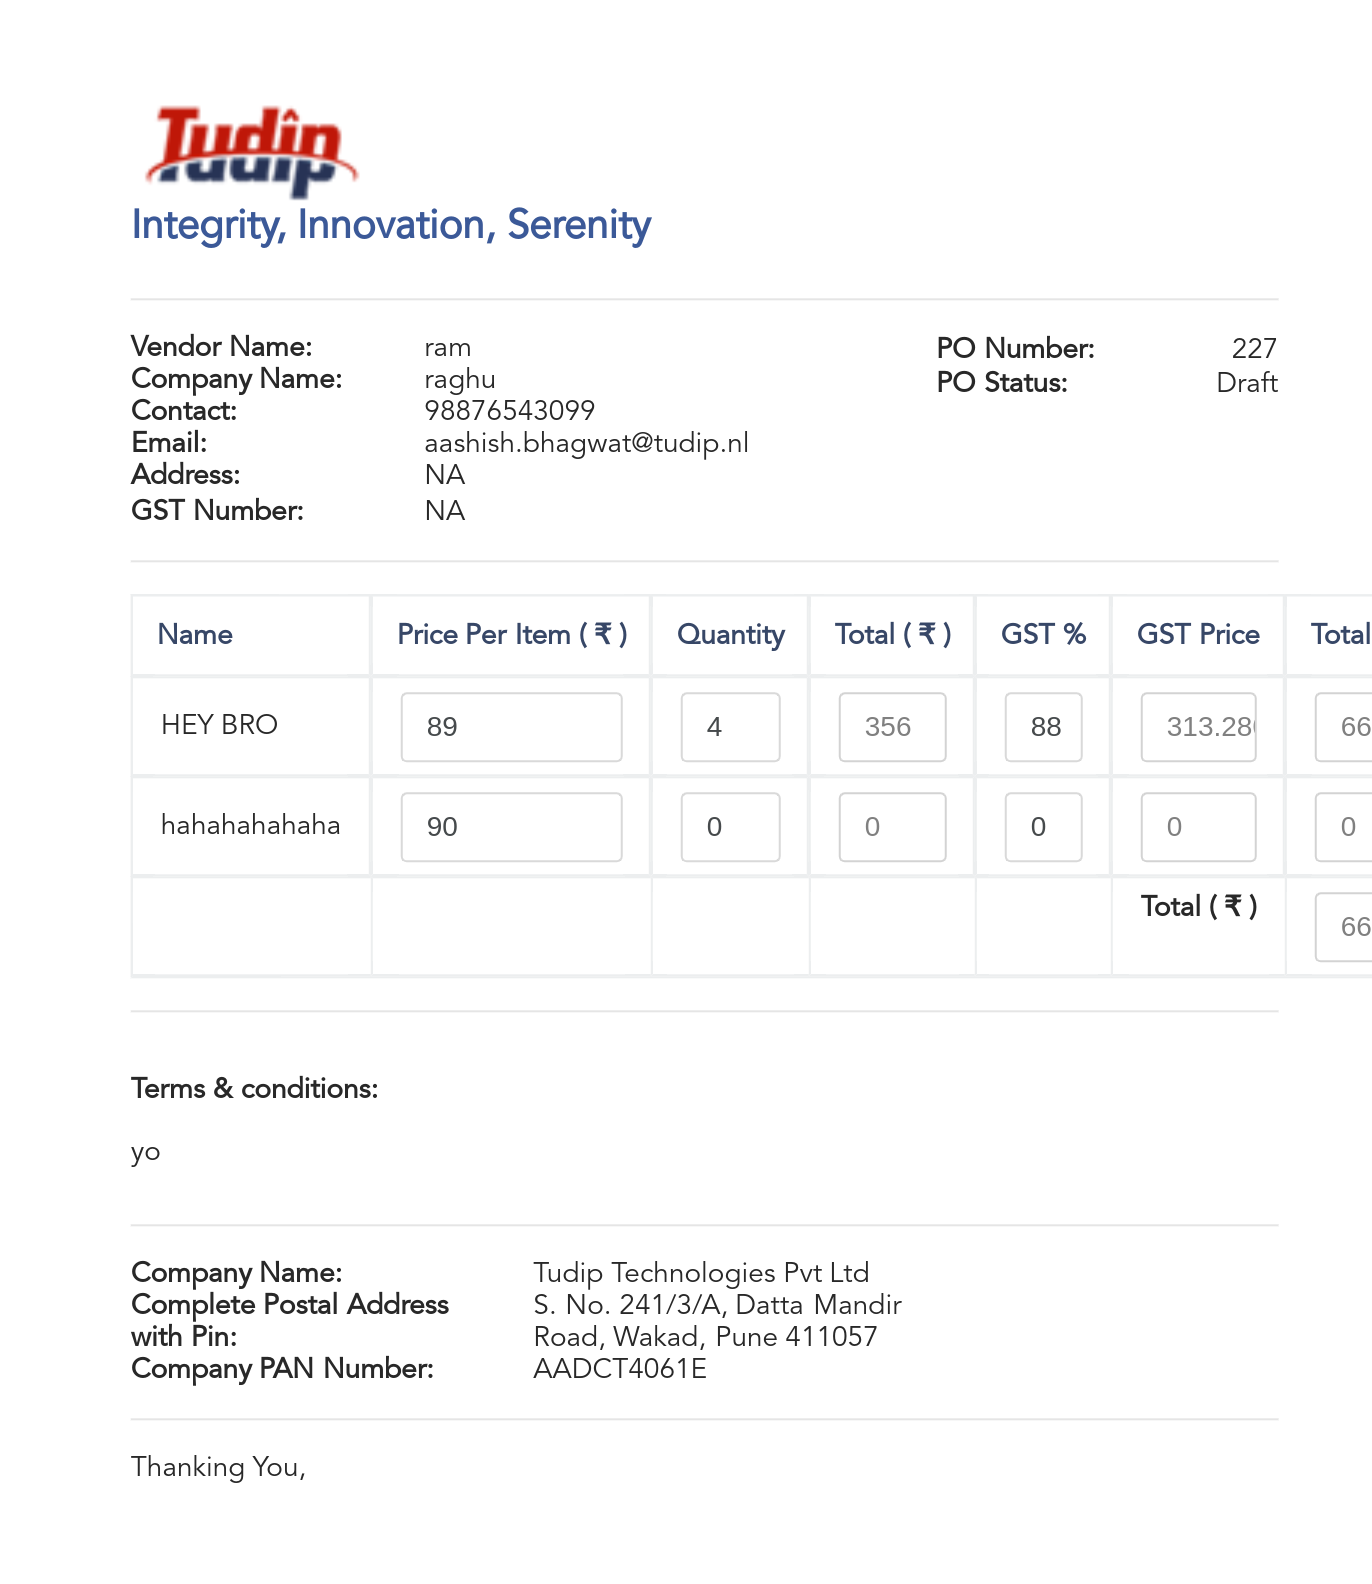 Tudip
Integrity, Innovation, Serenity
Vendor Name: ram
Company Name: raghu
Contact: 98876543099
Email: aashish.bhagwat@tudip.nl
Address: NA
GST Number: NA
PO Number: 227
PO Status: Draft
Name Price Per Item ( ₹ ) Quantity Total ( ₹ ) GST % GST Price Total
HEY BRO 89 4 356 88 313.28 66
hahahahahaha 90 0 0 0 0 0
Total ( ₹ ) 66
Terms & conditions:
yo
Company Name: Tudip Technologies Pvt Ltd
Complete Postal Address S. No. 241/3/A, Datta Mandir
with Pin: Road, Wakad, Pune 411057
Company PAN Number: AADCT4061E
Thanking You,